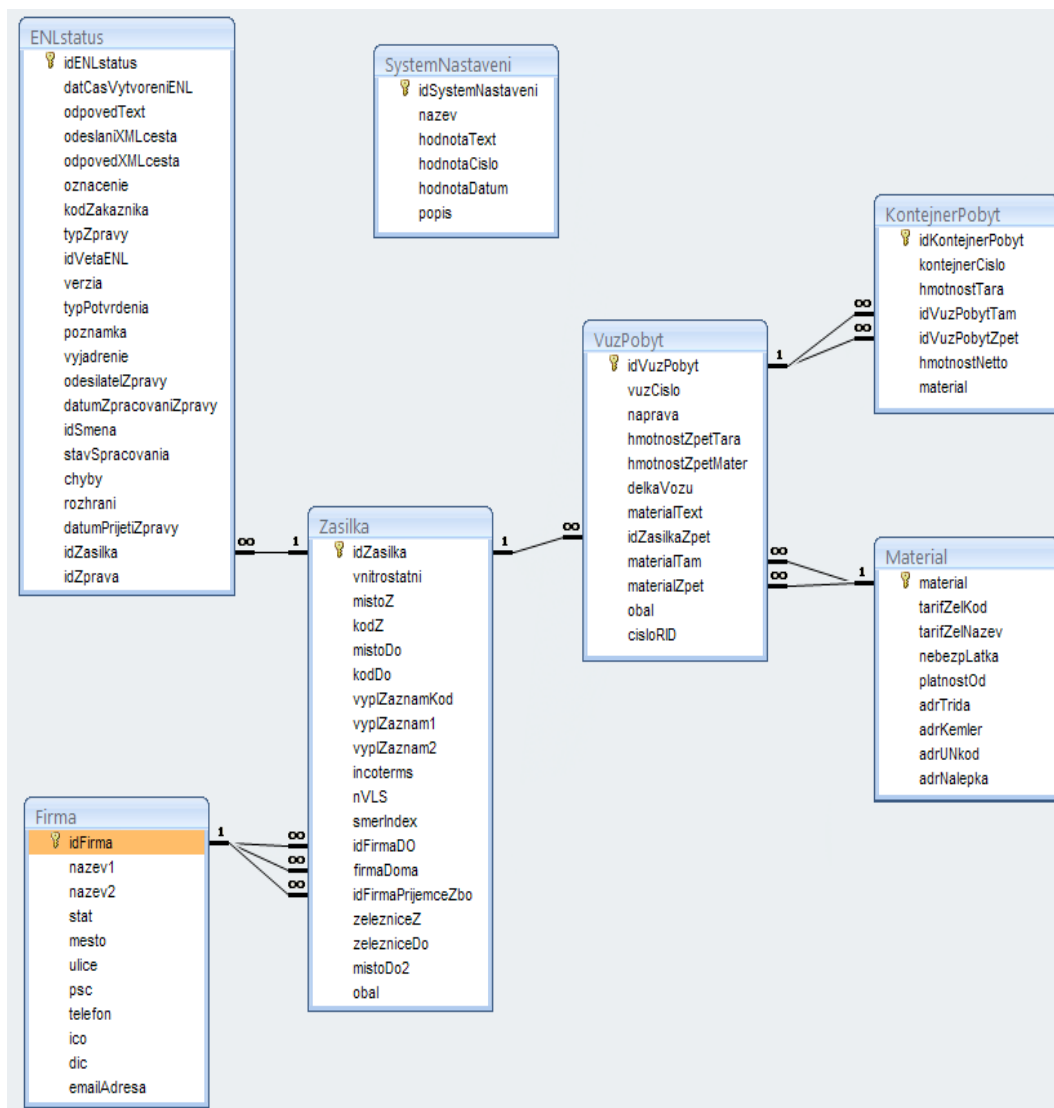 ENLstatus
idENLstatus
datCasVytvoreniENL
odpovedText
odeslaniXMLcesta
odpovedXMLcesta
oznacenie
kodZakaznika
typZpravy
idVetaENL
verzia
typPotvrdenia
poznamka
vyjadrenie
odesilatelZpravy
datumZpracovaniZpravy
idSmena
stavSpracovania
chyby
rozhrani
datumPrijetiZpravy
idZasilka
idZprava
SystemNastaveni
idSystemNastaveni
nazev
hodnotaText
hodnotaCislo
hodnotaDatum
popis
KontejnerPobyt
idKontejnerPobyt
kontejnerCislo
hmotnostTara
idVuzPobytTam
idVuzPobytZpet
hmotnostNetto
material
∞
∞
1
VuzPobyt
idVuzPobyt
vuzCislo
naprava
hmotnostZpetTara
hmotnostZpetMater
delkaVozu
materialText
idZasilkaZpet
materialTam
materialZpet
obal
cisloRID
∞
∞
∞
1
Material
material
tarifZelKod
tarifZelNazev
nebezpLatka
platnostOd
adrTrida
adrKemler
adrUNkod
adrNalepka
∞
1
1
Zasilka
idZasilka
vnitrostatni
mistoZ
kodZ
mistoDo
kodDo
vyplZaznamKod
vyplZaznam1
vyplZaznam2
incoterms
nVLS
smerIndex
idFirmaDO
firmaDoma
idFirmaPrijemceZbo
zelezniceZ
zelezniceDo
mistoDo2
obal
1
∞
∞
∞
Firma
idFirma
nazev1
nazev2
stat
mesto
ulice
psc
telefon
ico
dic
emailAdresa